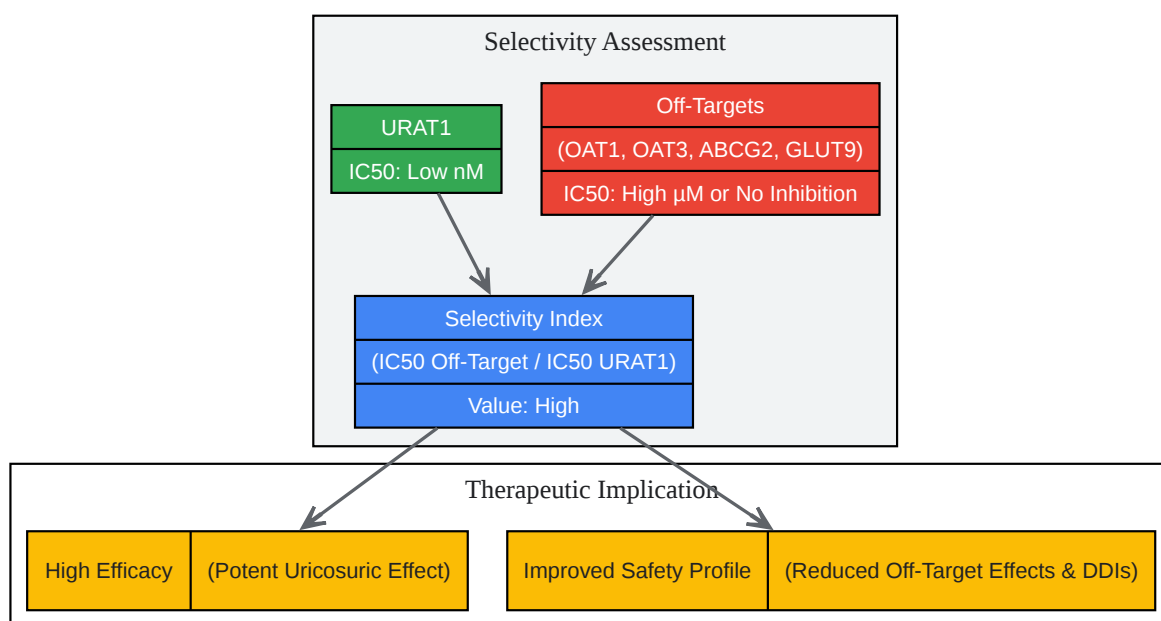 Selectivity Assessment
URAT1
IC50: Low nM
Off-Targets
(OAT1, OAT3, ABCG2, GLUT9)
IC50: High µM or No Inhibition
Selectivity Index
(IC50 Off-Target / IC50 URAT1)
Value: High
Therapeutic Implication
High Efficacy
(Potent Uricosuric Effect)
Improved Safety Profile
(Reduced Off-Target Effects & DDIs)